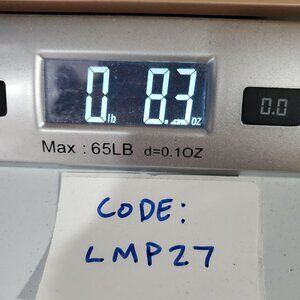 0 lb 8.3 oz
0.0
Max : 65LB d=0.1OZ
CODE:
LMP27